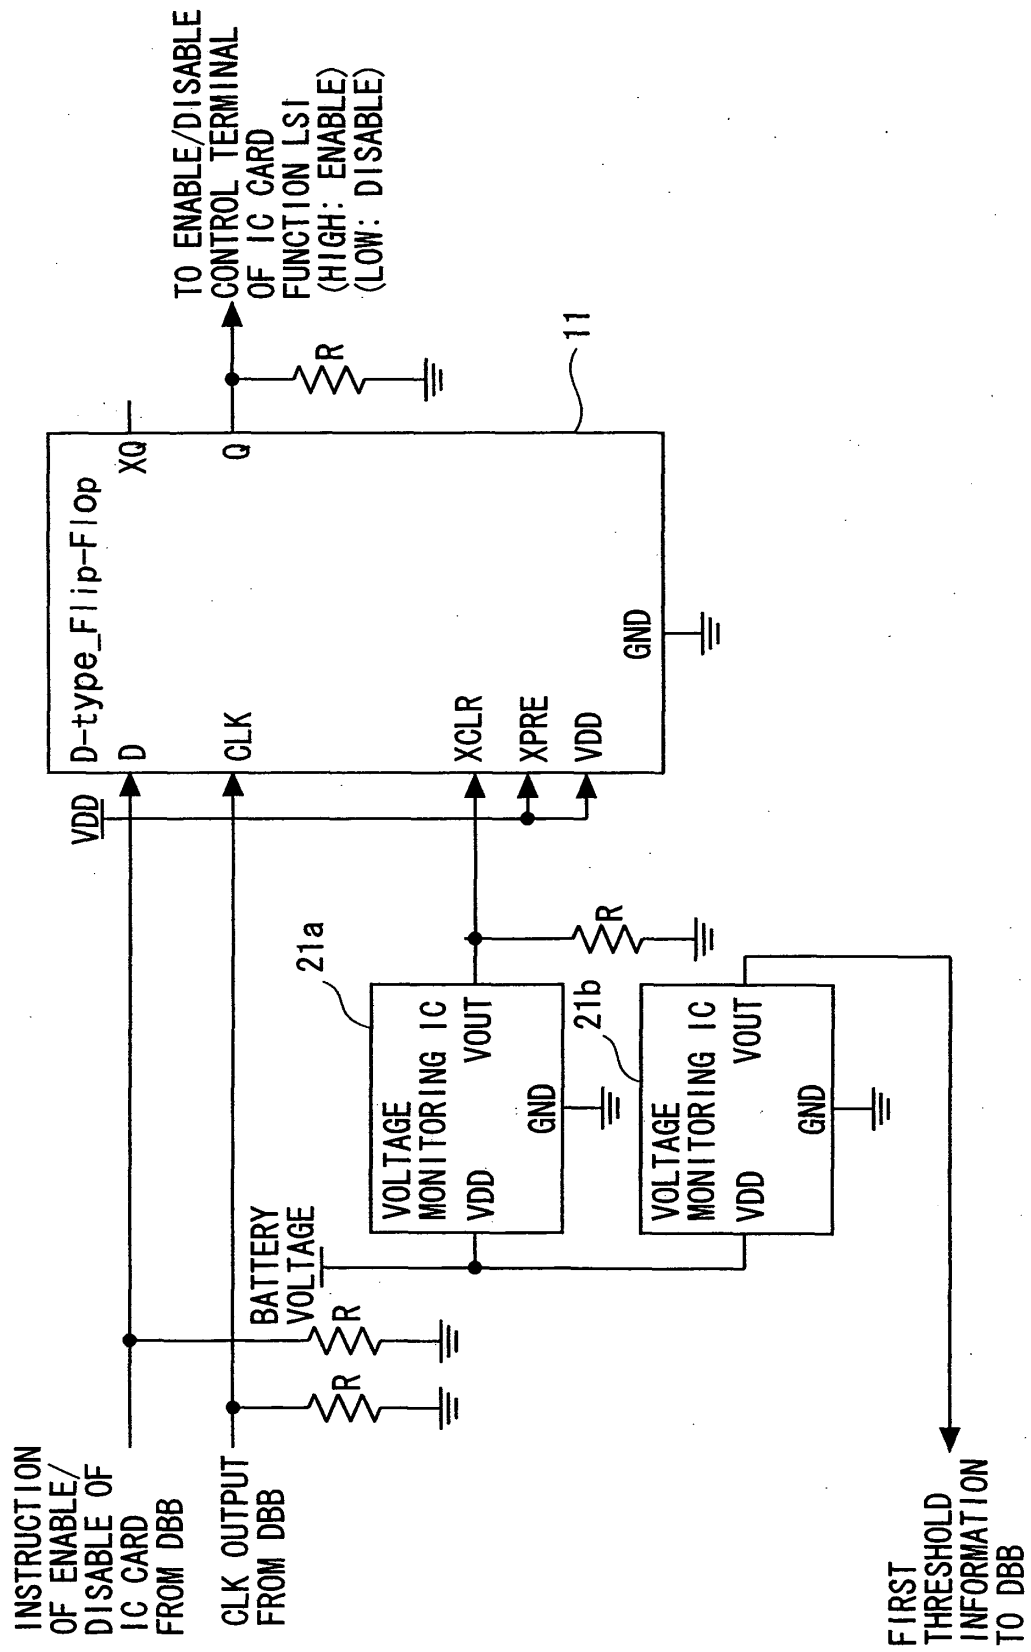 INSTRUCTION
OF ENABLE/
DISABLE OF
IC CARD
FROM DBB
CLK OUTPUT
FROM DBB
R
R
BATTERY
VOLTAGE
VOLTAGE
MONITORING IC
VDD
VOUT
GND
21a
R
VOLTAGE
MONITORING IC
VDD
VOUT
GND
21b
FIRST
THRESHOLD
INFORMATION
TO DBB
VDD
D-type_Flip-Flop
D
XQ
CLK
Q
XCLR
XPRE
VDD
GND
11
R
TO ENABLE/DISABLE
CONTROL TERMINAL
OF IC CARD
FUNCTION LSI
(HIGH: ENABLE)
(LOW: DISABLE)